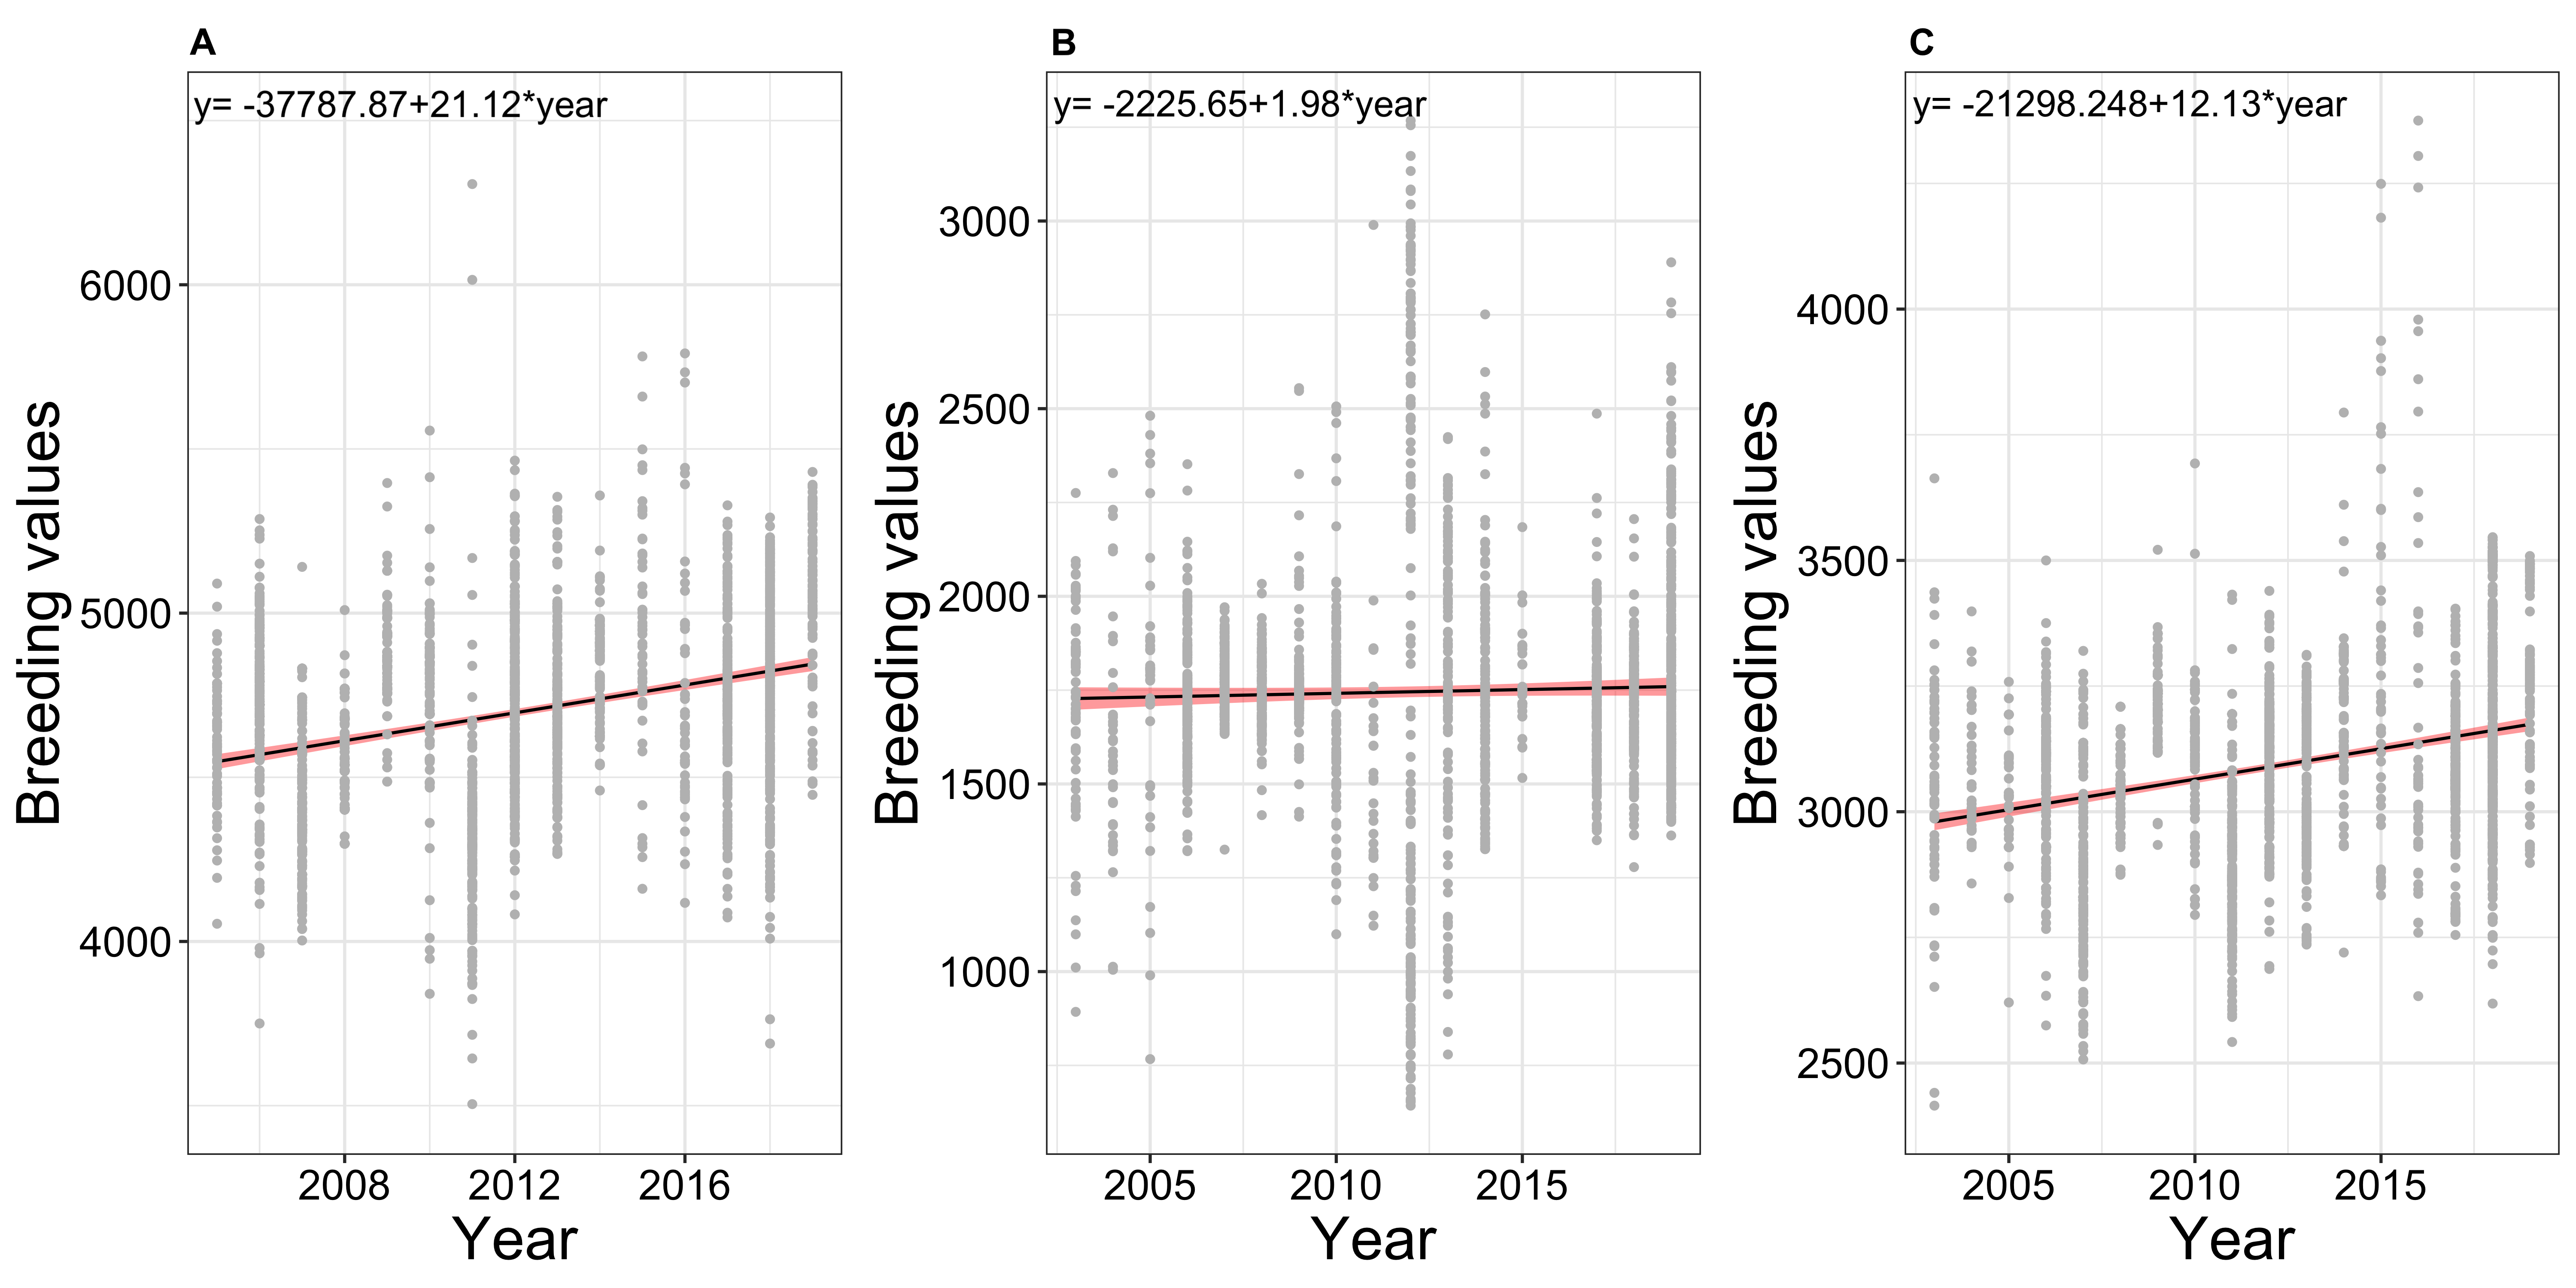 A
y= -37787.87+21.12*year
Breeding values
6000
5000
4000
2008 2012 2016
Year
B
y= -2225.65+1.98*year
Breeding values
3000
2500
2000
1500
1000
2005 2010 2015
Year
C
y= -21298.248+12.13*year
Breeding values
4000
3500
3000
2500
2005 2010 2015
Year